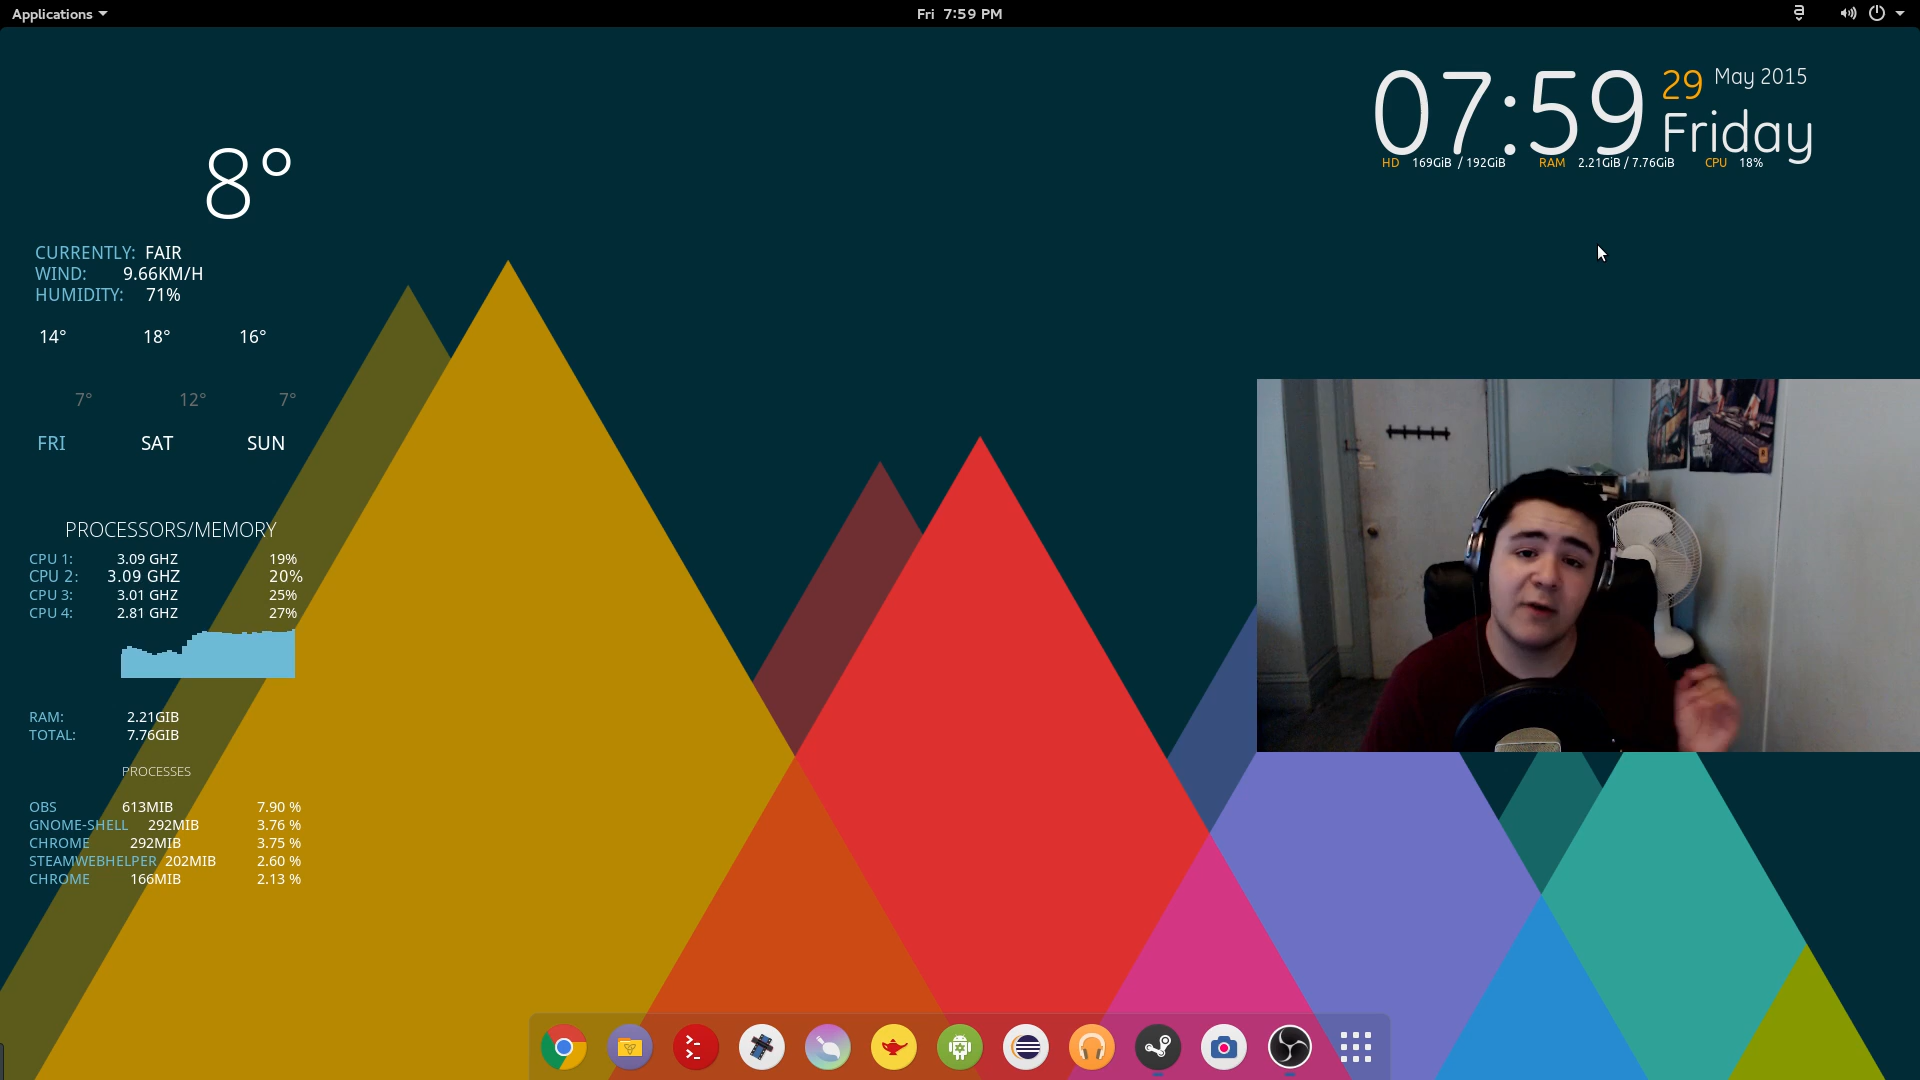 Applications
Fri 7:59 PM
07:59 29 May 2015
Friday
HD 169GiB / 192GiB RAM 2.21GiB / 7.76GiB CPU 18%
8°
CURRENTLY: FAIR
WIND: 9.66KM/H
HUMIDITY: 71%
14° 18° 16°
7° 12° 7°
FRI SAT SUN
PROCESSORS/MEMORY
CPU 1: 3.09 GHZ 19%
CPU 2: 3.09 GHZ 20%
CPU 3: 3.01 GHZ 25%
CPU 4: 2.81 GHZ 27%
RAM: 2.21GIB
TOTAL: 7.76GIB
PROCESSES
OBS 613MIB 7.90 %
GNOME-SHELL 292MIB 3.76 %
CHROME 292MIB 3.75 %
STEAMWEBHELPER 202MIB 2.60 %
CHROME 166MIB 2.13 %